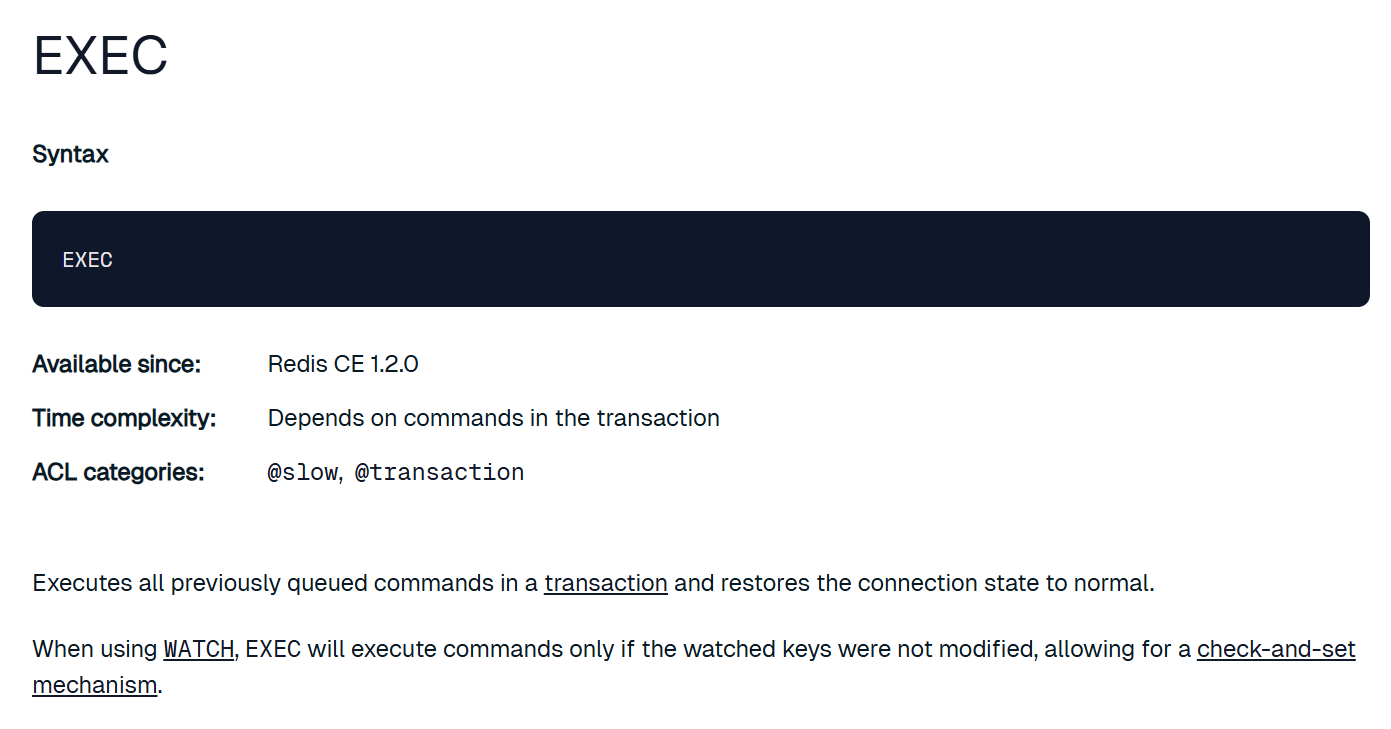 EXEC
Syntax
EXEC
Available since: Redis CE 1.2.0
Time complexity: Depends on commands in the transaction
ACL categories: @slow, @transaction
Executes all previously queued commands in a transaction and restores the connection state to normal.
When using WATCH, EXEC will execute commands only if the watched keys were not modified, allowing for a check-and-set
mechanism.